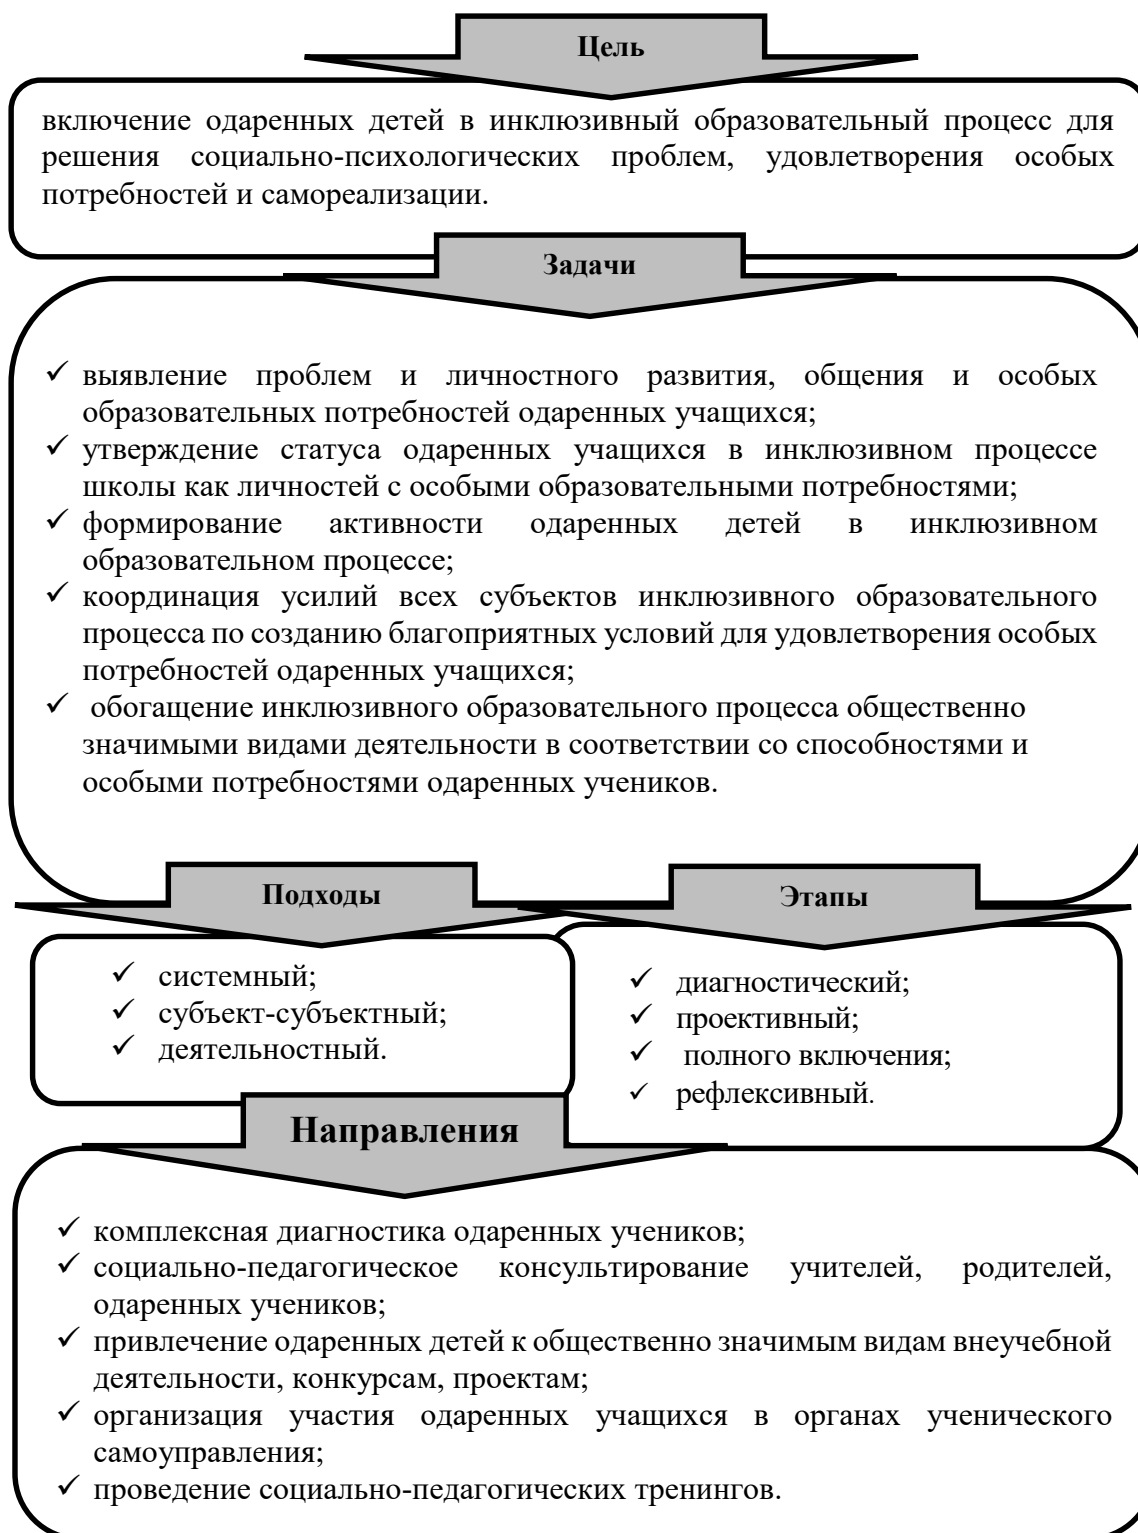 Цель
включение одаренных детей в инклюзивный образовательный процесс для
решения социально-психологических проблем, удовлетворения особых
потребностей и самореализации.
Задачи
✓ выявление проблем и личностного развития, общения и особых
образовательных потребностей одаренных учащихся;
✓ утверждение статуса одаренных учащихся в инклюзивном процессе
школы как личностей с особыми образовательными потребностями;
✓ формирование активности одаренных детей в инклюзивном
образовательном процессе;
✓ координация усилий всех субъектов инклюзивного образовательного
процесса по созданию благоприятных условий для удовлетворения особых
потребностей одаренных учащихся;
✓ обогащение инклюзивного образовательного процесса общественно
значимыми видами деятельности в соответствии со способностями и
особыми потребностями одаренных учеников.
Подходы
✓ системный;
✓ субъект-субъектный;
✓ деятельностный.
Этапы
✓ диагностический;
✓ проективный;
✓ полного включения;
✓ рефлексивный.
Направления
✓ комплексная диагностика одаренных учеников;
✓ социально-педагогическое консультирование учителей, родителей,
одаренных учеников;
✓ привлечение одаренных детей к общественно значимым видам внеучебной
деятельности, конкурсам, проектам;
✓ организация участия одаренных учащихся в органах ученического
самоуправления;
✓ проведение социально-педагогических тренингов.